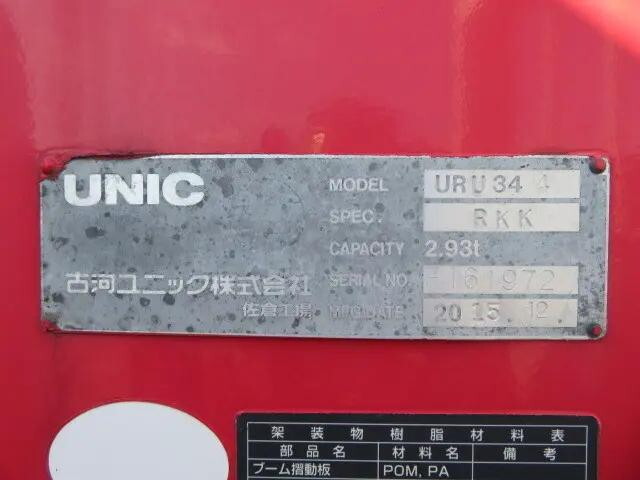 UNIC
MODEL URU344
SPEC. RKK
CAPACITY 2.93t
古河ユニック株式会社 SERIAL NO. 161972
佐倉工場 MFG.DATE 2015.12.
架装物樹脂材料表
部品名 材料名 備考
ブーム摺動板 POM, PA